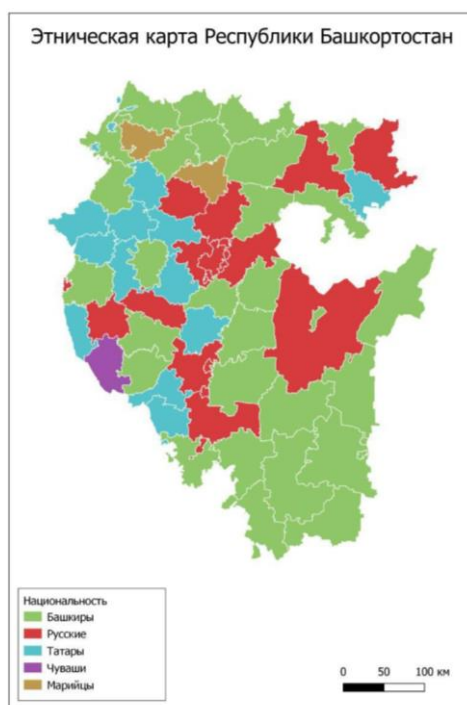 Этническая карта Республики Башкортостан
Национальность
Башкиры
Русские
Татары
Чуваши
Марийцы
0 50 100 км